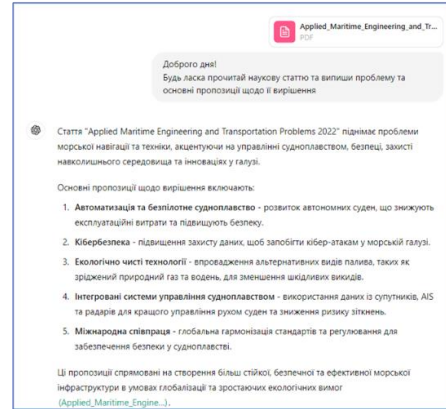 Applied_Maritime_Engineering_and_Tr...
PDF
Доброго дня!
Будь ласка прочитай наукову статтю та випиши проблему та
основні пропозиції щодо її вирішення
Стаття "Applied Maritime Engineering and Transportation Problems 2022" піднімає проблеми
морської навігації та техніки, акцентуючи на управлінні судноплавством, безпеці, захисті
навколишнього середовища та інноваціях у галузі.
Основні пропозиції щодо вирішення включають:
1. Автоматизація та безпілотне судноплавство - розвиток автономних суден, що знижують
експлуатаційні витрати та підвищують безпеку.
2. Кібербезпека - підвищення захисту даних, щоб запобігти кібер-атакам у морській галузі.
3. Екологічно чисті технології - впровадження альтернативних видів палива, таких як
зріджений природний газ та водень, для зменшення шкідливих викидів.
4. Інтегровані системи управління судноплавством - використання даних із супутників, AIS
та радарів для кращого управління рухом суден та зниження ризику зіткнень.
5. Міжнародна співпраця - глобальна гармонізація стандартів та регулювання для
забезпечення безпеки у судноплавстві.
Ці пропозиції спрямовані на створення більш стійкої, безпечної та ефективної морської
інфраструктури в умовах глобалізації та зростаючих екологічних вимог
(Applied_Maritime_Engine...).